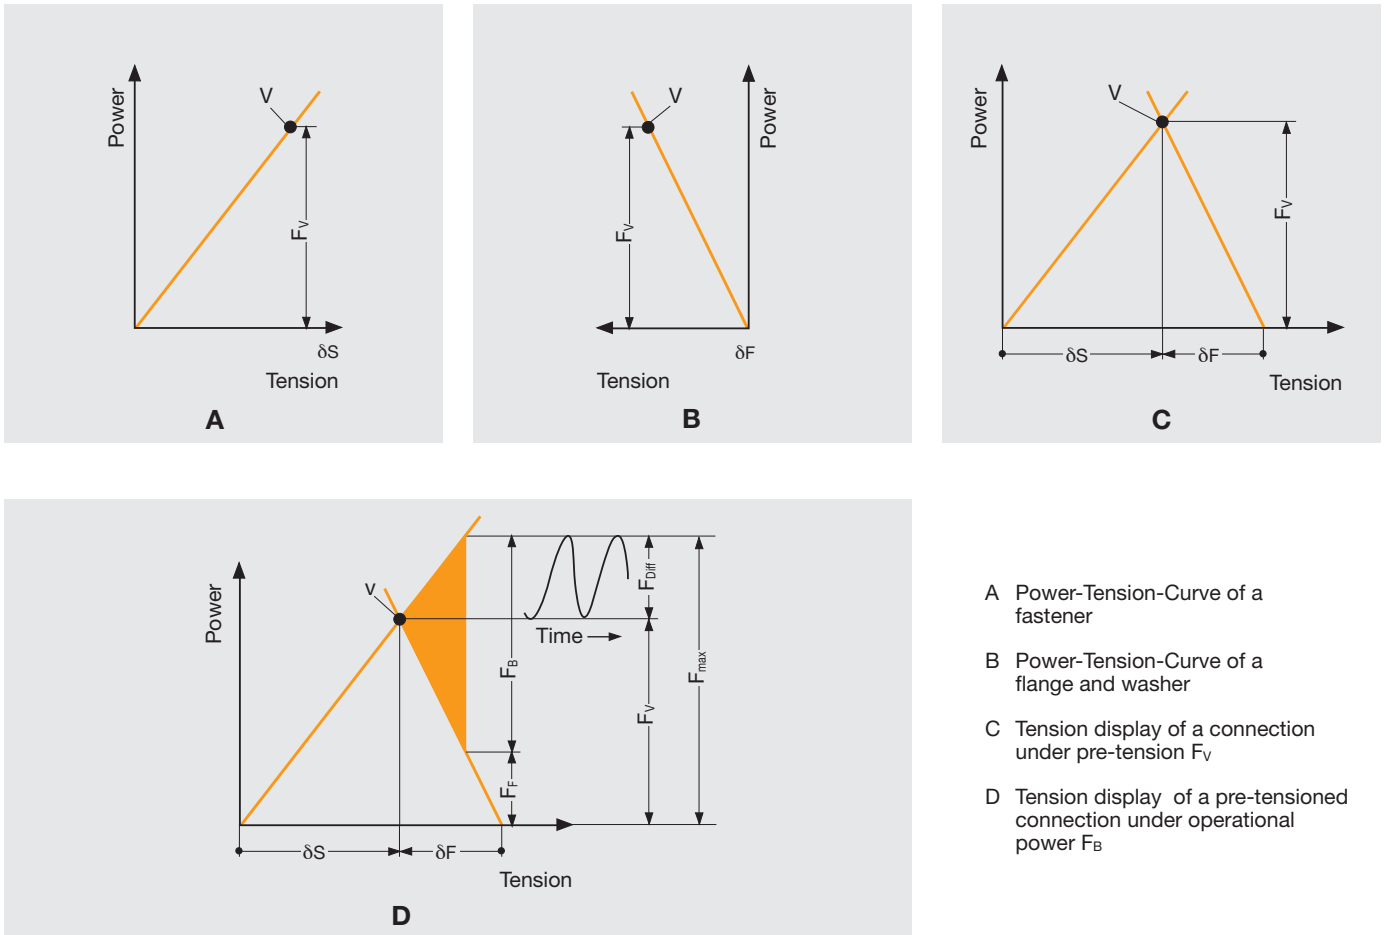 Power
V
FV
δS
Tension
A
V
Power
FV
δF
Tension
B
Power
V
FV
δS
δF
Tension
C
Power
v
Time
FDiff
FB
Fmax
FV
FF
δS
δF
Tension
D
A Power-Tension-Curve of a
fastener
B Power-Tension-Curve of a
flange and washer
C Tension display of a connection
under pre-tension FV
D Tension display of a pre-tensioned
connection under operational
power FB